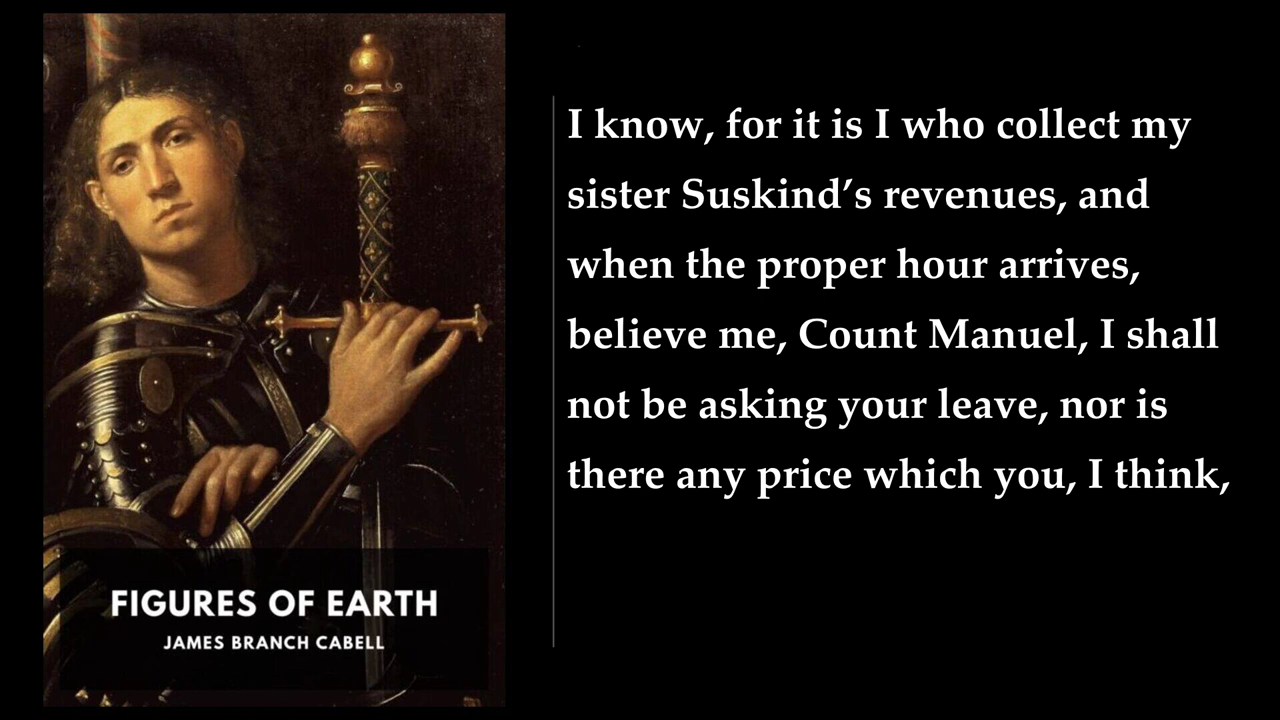 I know, for it is I who collect my
sister Suskind’s revenues, and
when the proper hour arrives,
believe me, Count Manuel, I shall
not be asking your leave, nor is
there any price which you, I think,
FIGURES OF EARTH
JAMES BRANCH CABELL